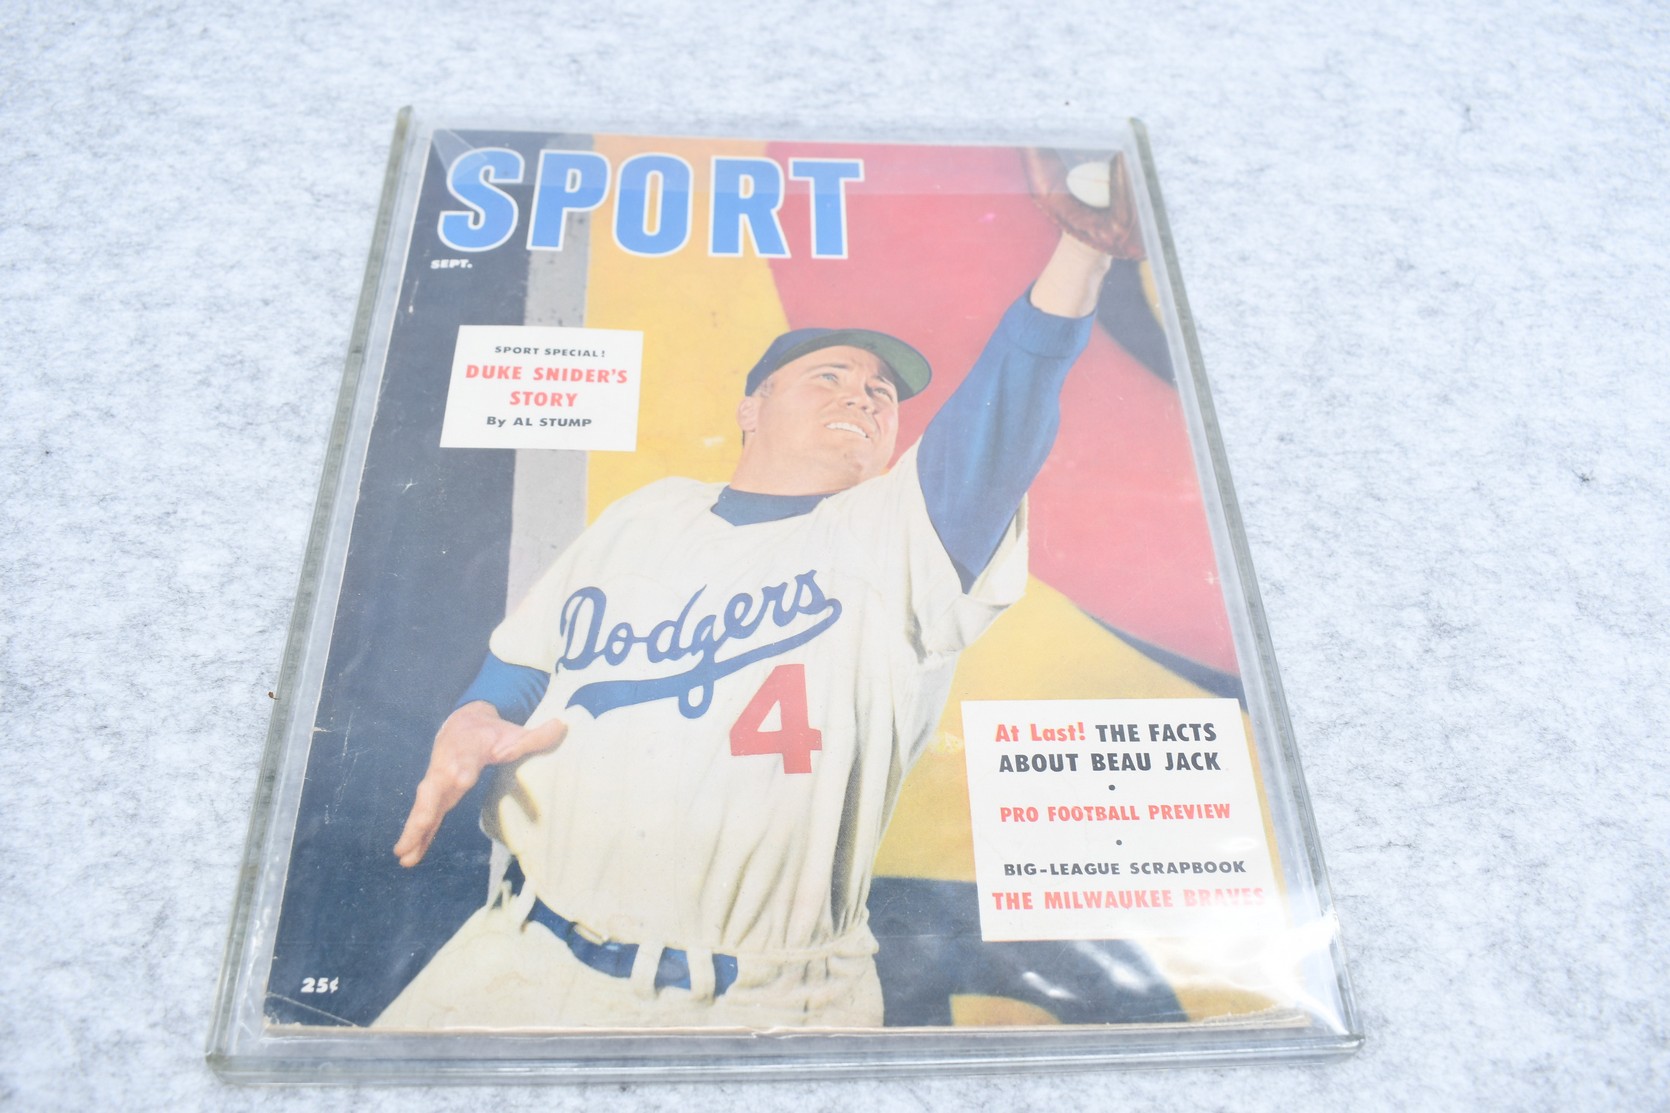 SPORT
SEPT.
SPORT SPECIAL!
DUKE SNIDER'S
STORY
By AL STUMP
Dodgers
4
At Last! THE FACTS
ABOUT BEAU JACK
•
PRO FOOTBALL PREVIEW
•
BIG-LEAGUE SCRAPBOOK
THE MILWAUKEE BRAVES
25¢